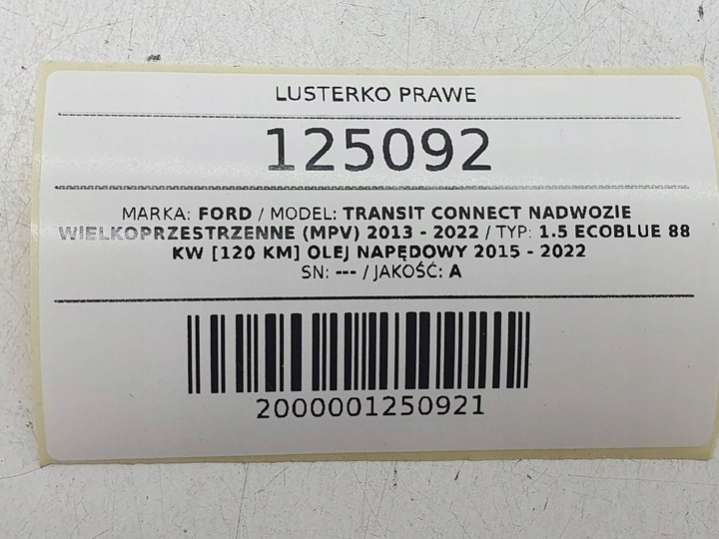 LUSTERKO PRAWE
125092
MARKA: FORD / MODEL: TRANSIT CONNECT NADWOZIE
WIELKOPRZESTRZENNE (MPV) 2013 - 2022 / TYP: 1.5 ECOBLUE 88
KW [120 KM] OLEJ NAPĘDOWY 2015 - 2022
SN: --- / JAKOŚĆ: A
2000001250921